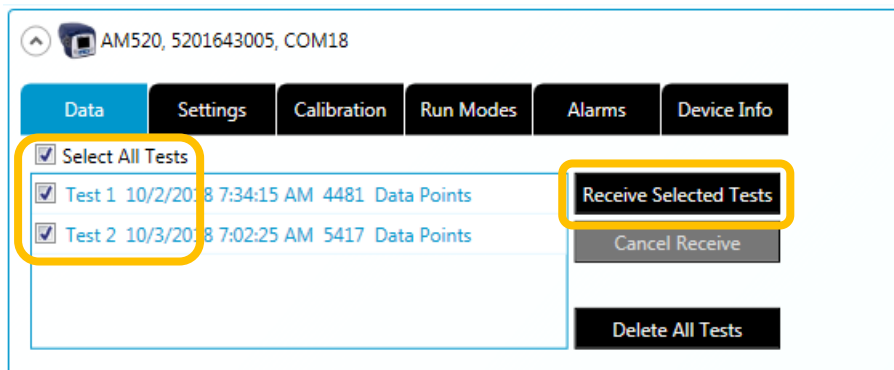 AM520, 5201643005, COM18
Data Settings Calibration Run Modes Alarms Device Info
Select All Tests
Test 1 10/2/2018 7:34:15 AM 4481 Data Points
Receive Selected Tests
Test 2 10/3/2018 7:02:25 AM 5417 Data Points
Cancel Receive
Delete All Tests